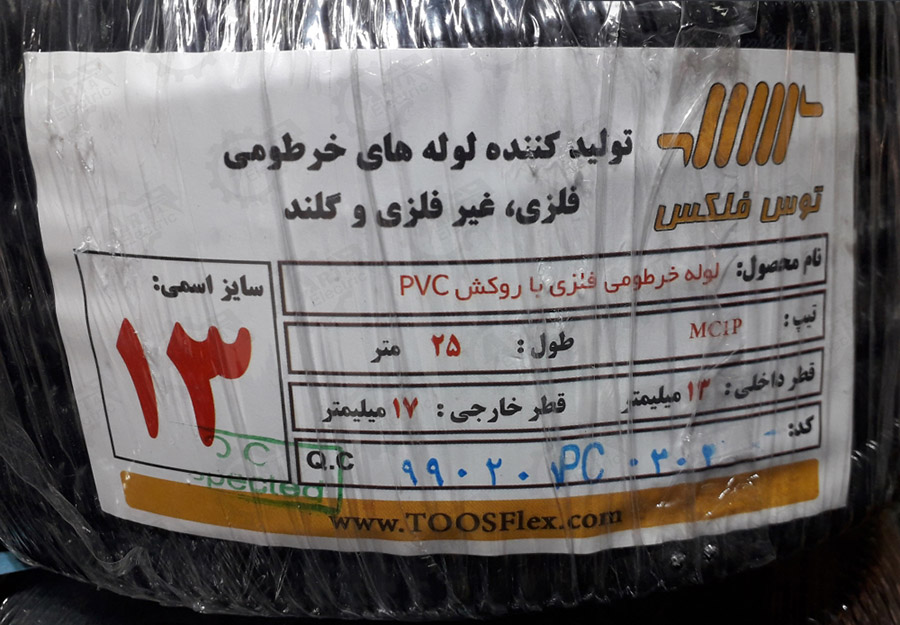 تولید کننده لوله های خرطومی
فلزی، غیر فلزی و گلند
توس فلکس
نام محصول: لوله خرطومی فلزی با روکش PVC
تیپ: MC1P
طول: ۲۵ متر
قطر داخلی: ۱۳ میلیمتر
قطر خارجی: ۱۷ میلیمتر
کد:
Q.C
سایز اسمی:
۱۳
www.TOOSFlex.com